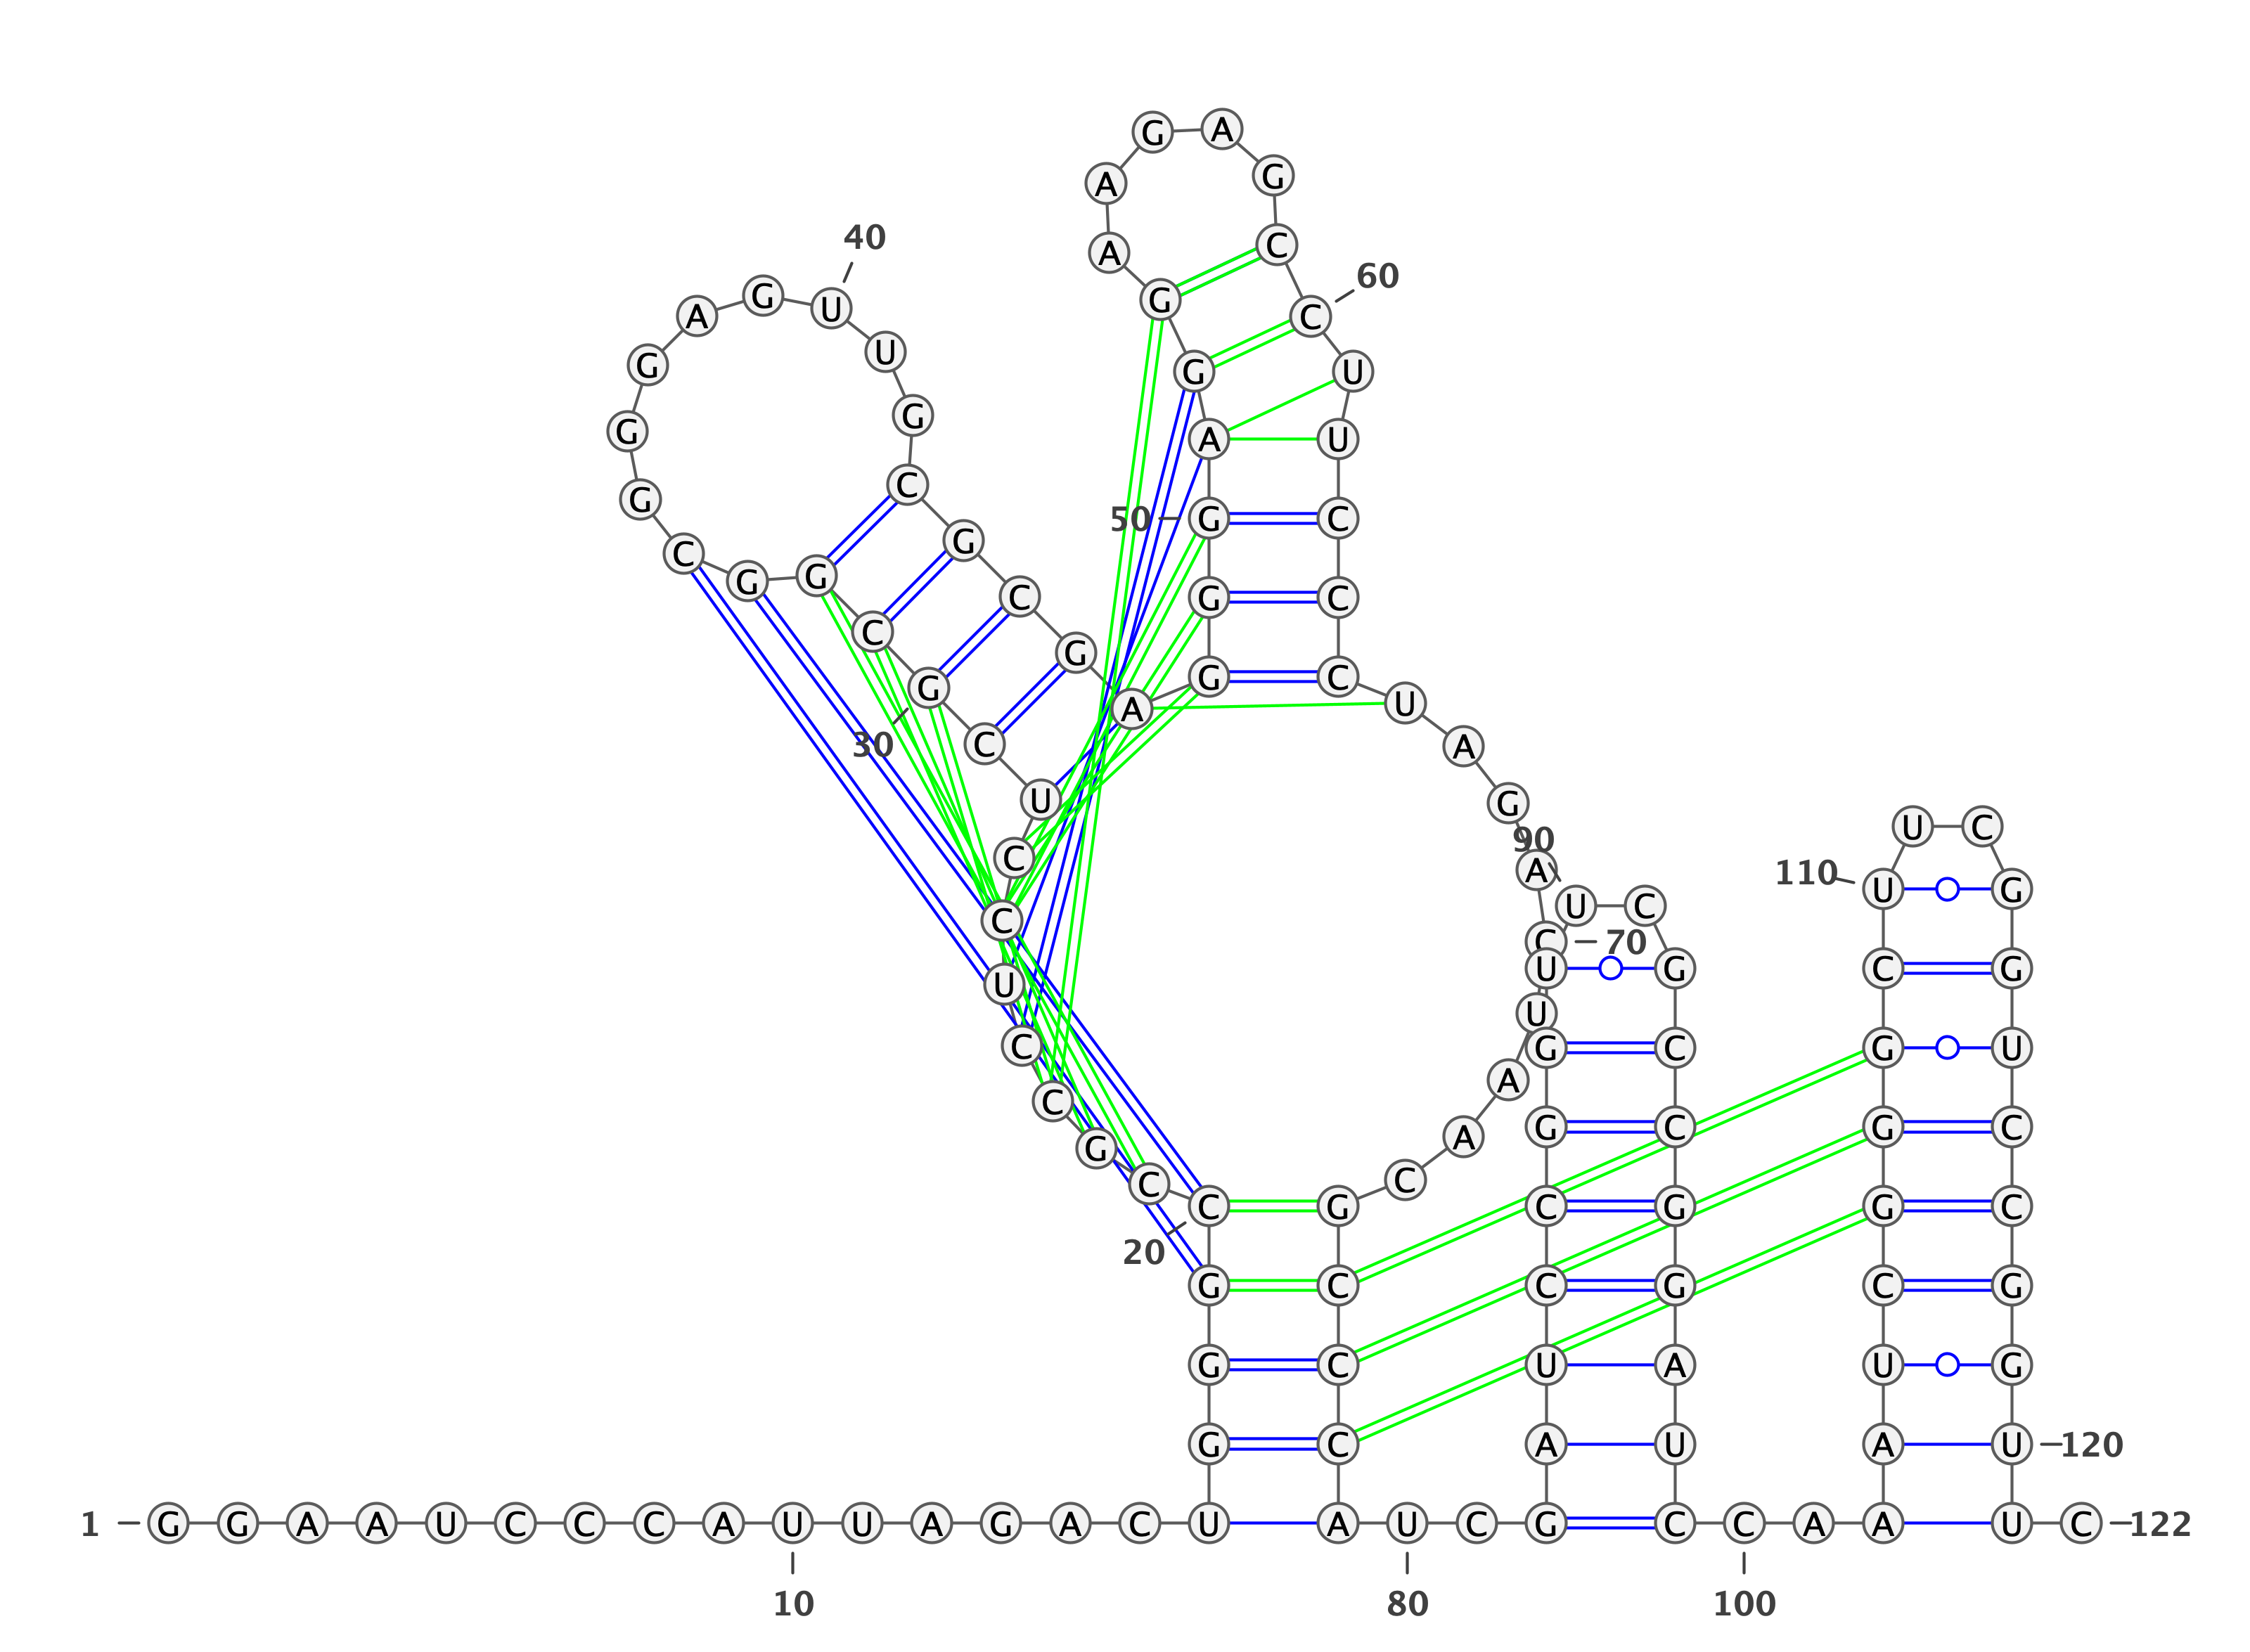 G A
A G
40 A C
60
A G U G C
G U G U
G G A U
G C 50 G C
C G G G
C G C
C G
G A G C U
30 C A
U G U C
90
C A 110 U G
C U C
C 70
U U G C G
U
C G C G U
C A
G A G C G C
C C G C C G G C
20
G C C G C G
G C U A U G
G C A U A U 120
1 G G A A U C C C A U U A G A C U A U C G C C A A U C 122
10 80 100